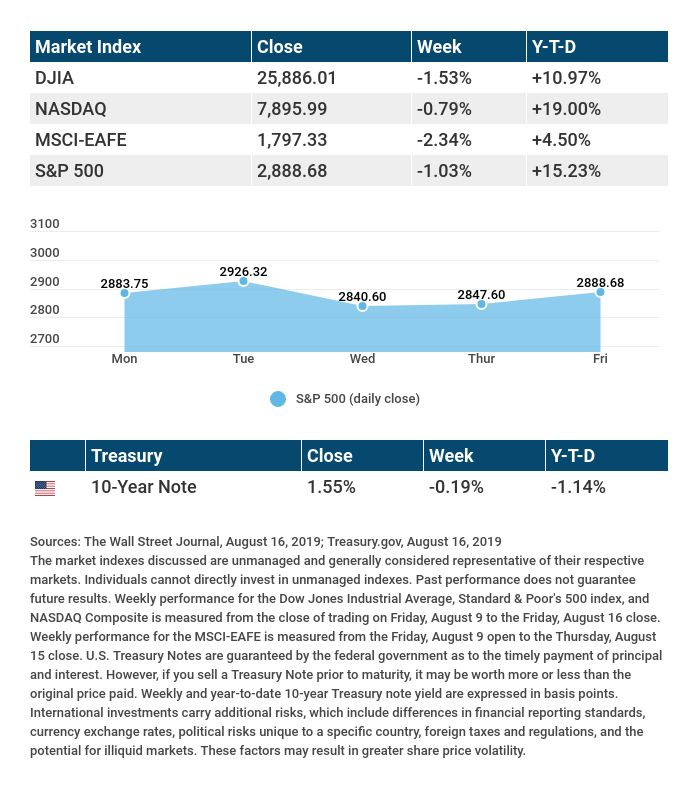 Market Index Close Week Y-T-D
DJIA 25,886.01 -1.53% +10.97%
NASDAQ 7,895.99 -0.79% +19.00%
MSCI-EAFE 1,797.33 -2.34% +4.50%
S&P 500 2,888.68 -1.03% +15.23%
3100
3000
2900
2800
2700
2883.75 2926.32 2840.60 2847.60 2888.68
Mon Tue Wed Thur Fri
S&P 500 (daily close)
Treasury Close Week Y-T-D
10-Year Note 1.55% -0.19% -1.14%
Sources: The Wall Street Journal, August 16, 2019; Treasury.gov, August 16, 2019
The market indexes discussed are unmanaged and generally considered representative of their respective
markets. Individuals cannot directly invest in unmanaged indexes. Past performance does not guarantee
future results. Weekly performance for the Dow Jones Industrial Average, Standard & Poor's 500 index, and
NASDAQ Composite is measured from the close of trading on Friday, August 9 to the Friday, August 16 close.
Weekly performance for the MSCI-EAFE is measured from the Friday, August 9 open to the Thursday, August
15 close. U.S. Treasury Notes are guaranteed by the federal government as to the timely payment of principal
and interest. However, if you sell a Treasury Note prior to maturity, it may be worth more or less than the
original price paid. Weekly and year-to-date 10-year Treasury note yield are expressed in basis points.
International investments carry additional risks, which include differences in financial reporting standards,
currency exchange rates, political risks unique to a specific country, foreign taxes and regulations, and the
potential for illiquid markets. These factors may result in greater share price volatility.